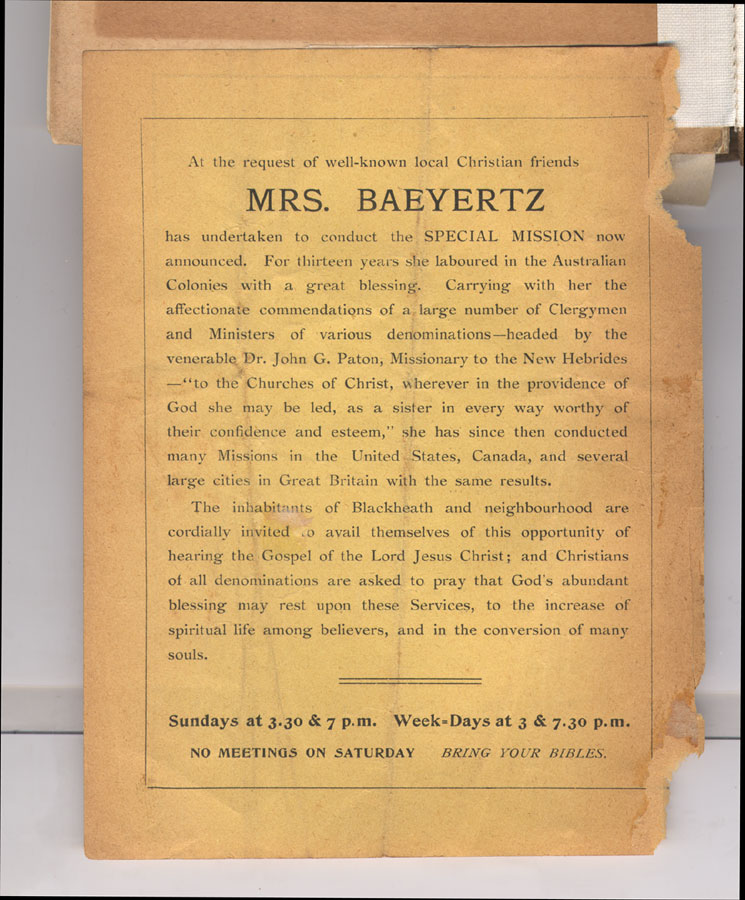 At the request of well-known local Christian friends
MRS. BAEYERTZ
has undertaken to conduct the SPECIAL MISSION now
announced. For thirteen years she laboured in the Australian
Colonies with a great blessing. Carrying with her the
affectionate commendations of a large number of Clergymen
and Ministers of various denominations—headed by the
venerable Dr. John G. Paton, Missionary to the New Hebrides
—“to the Churches of Christ, wherever in the providence of
God she may be led, as a sister in every way worthy of
their confidence and esteem,” she has since then conducted
many Missions in the United States, Canada, and several
large cities in Great Britain with the same results.
The inhabitants of Blackheath and neighbourhood are
cordially invited to avail themselves of this opportunity of
hearing the Gospel of the Lord Jesus Christ; and Christians
of all denominations are asked to pray that God's abundant
blessing may rest upon these Services, to the increase of
spiritual life among believers, and in the conversion of many
souls.
Sundays at 3.30 & 7 p.m. Week-Days at 3 & 7.30 p.m.
NO MEETINGS ON SATURDAY BRING YOUR BIBLES.